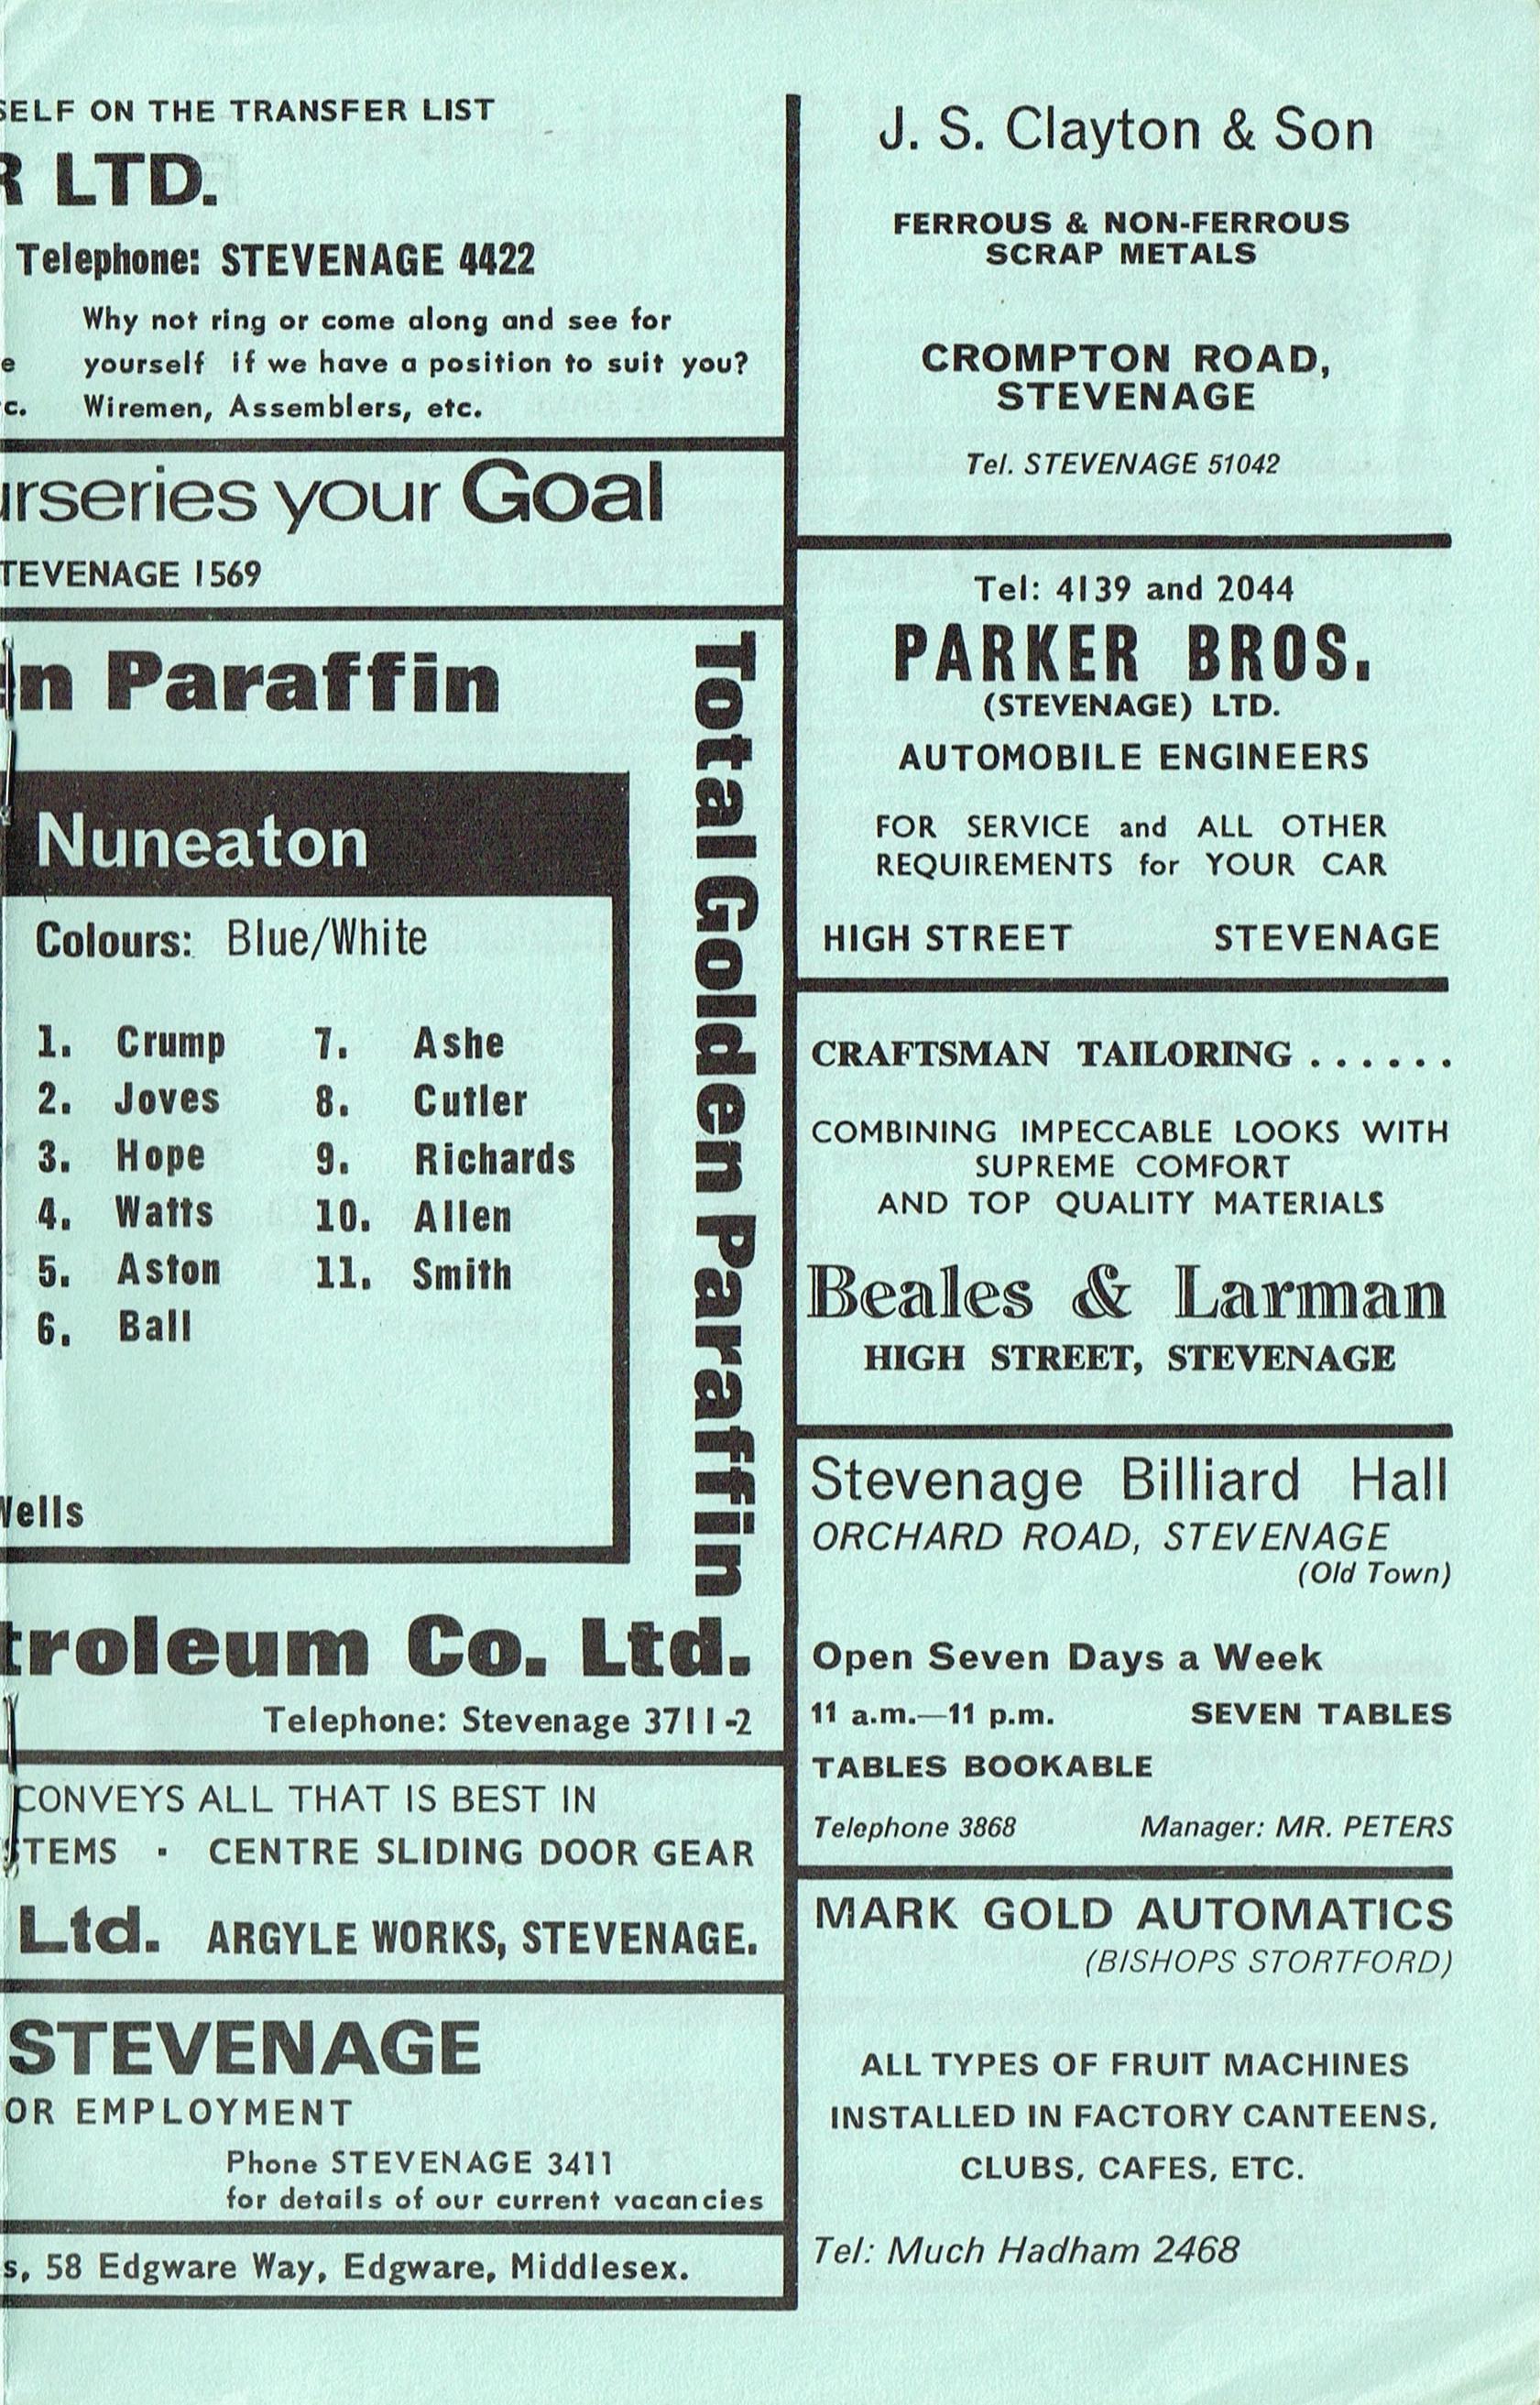 SELF ON THE TRANSFER LIST
R LTD.
Telephone: STEVENAGE 4422
Why not ring or come along and see for
e yourself if we have a position to suit you?
c. Wiremen, Assemblers, etc.
urseries your Goal
TEVENAGE 1569
n Paraffin
Total Golden Paraffin
Nuneaton
Colours: Blue/White
1. Crump 7. Ashe
2. Joves 8. Cutler
3. Hope 9. Richards
4. Watts 10. Allen
5. Aston 11. Smith
6. Ball
Wells
troleum Co. Ltd.
Telephone: Stevenage 3711-2
CONVEYS ALL THAT IS BEST IN
STEMS · CENTRE SLIDING DOOR GEAR
Ltd. ARGYLE WORKS, STEVENAGE.
STEVENAGE
OR EMPLOYMENT
Phone STEVENAGE 3411
for details of our current vacancies
s, 58 Edgware Way, Edgware, Middlesex.
J. S. Clayton & Son
FERROUS & NON-FERROUS
SCRAP METALS
CROMPTON ROAD,
STEVENAGE
Tel. STEVENAGE 51042
Tel: 4139 and 2044
PARKER BROS.
(STEVENAGE) LTD.
AUTOMOBILE ENGINEERS
FOR SERVICE and ALL OTHER
REQUIREMENTS for YOUR CAR
HIGH STREET STEVENAGE
CRAFTSMAN TAILORING . . . . . .
COMBINING IMPECCABLE LOOKS WITH
SUPREME COMFORT
AND TOP QUALITY MATERIALS
Beales & Larman
HIGH STREET, STEVENAGE
Stevenage Billiard Hall
ORCHARD ROAD, STEVENAGE
(Old Town)
Open Seven Days a Week
11 a.m.—11 p.m. SEVEN TABLES
TABLES BOOKABLE
Telephone 3868 Manager: MR. PETERS
MARK GOLD AUTOMATICS
(BISHOPS STORTFORD)
ALL TYPES OF FRUIT MACHINES
INSTALLED IN FACTORY CANTEENS,
CLUBS, CAFES, ETC.
Tel: Much Hadham 2468